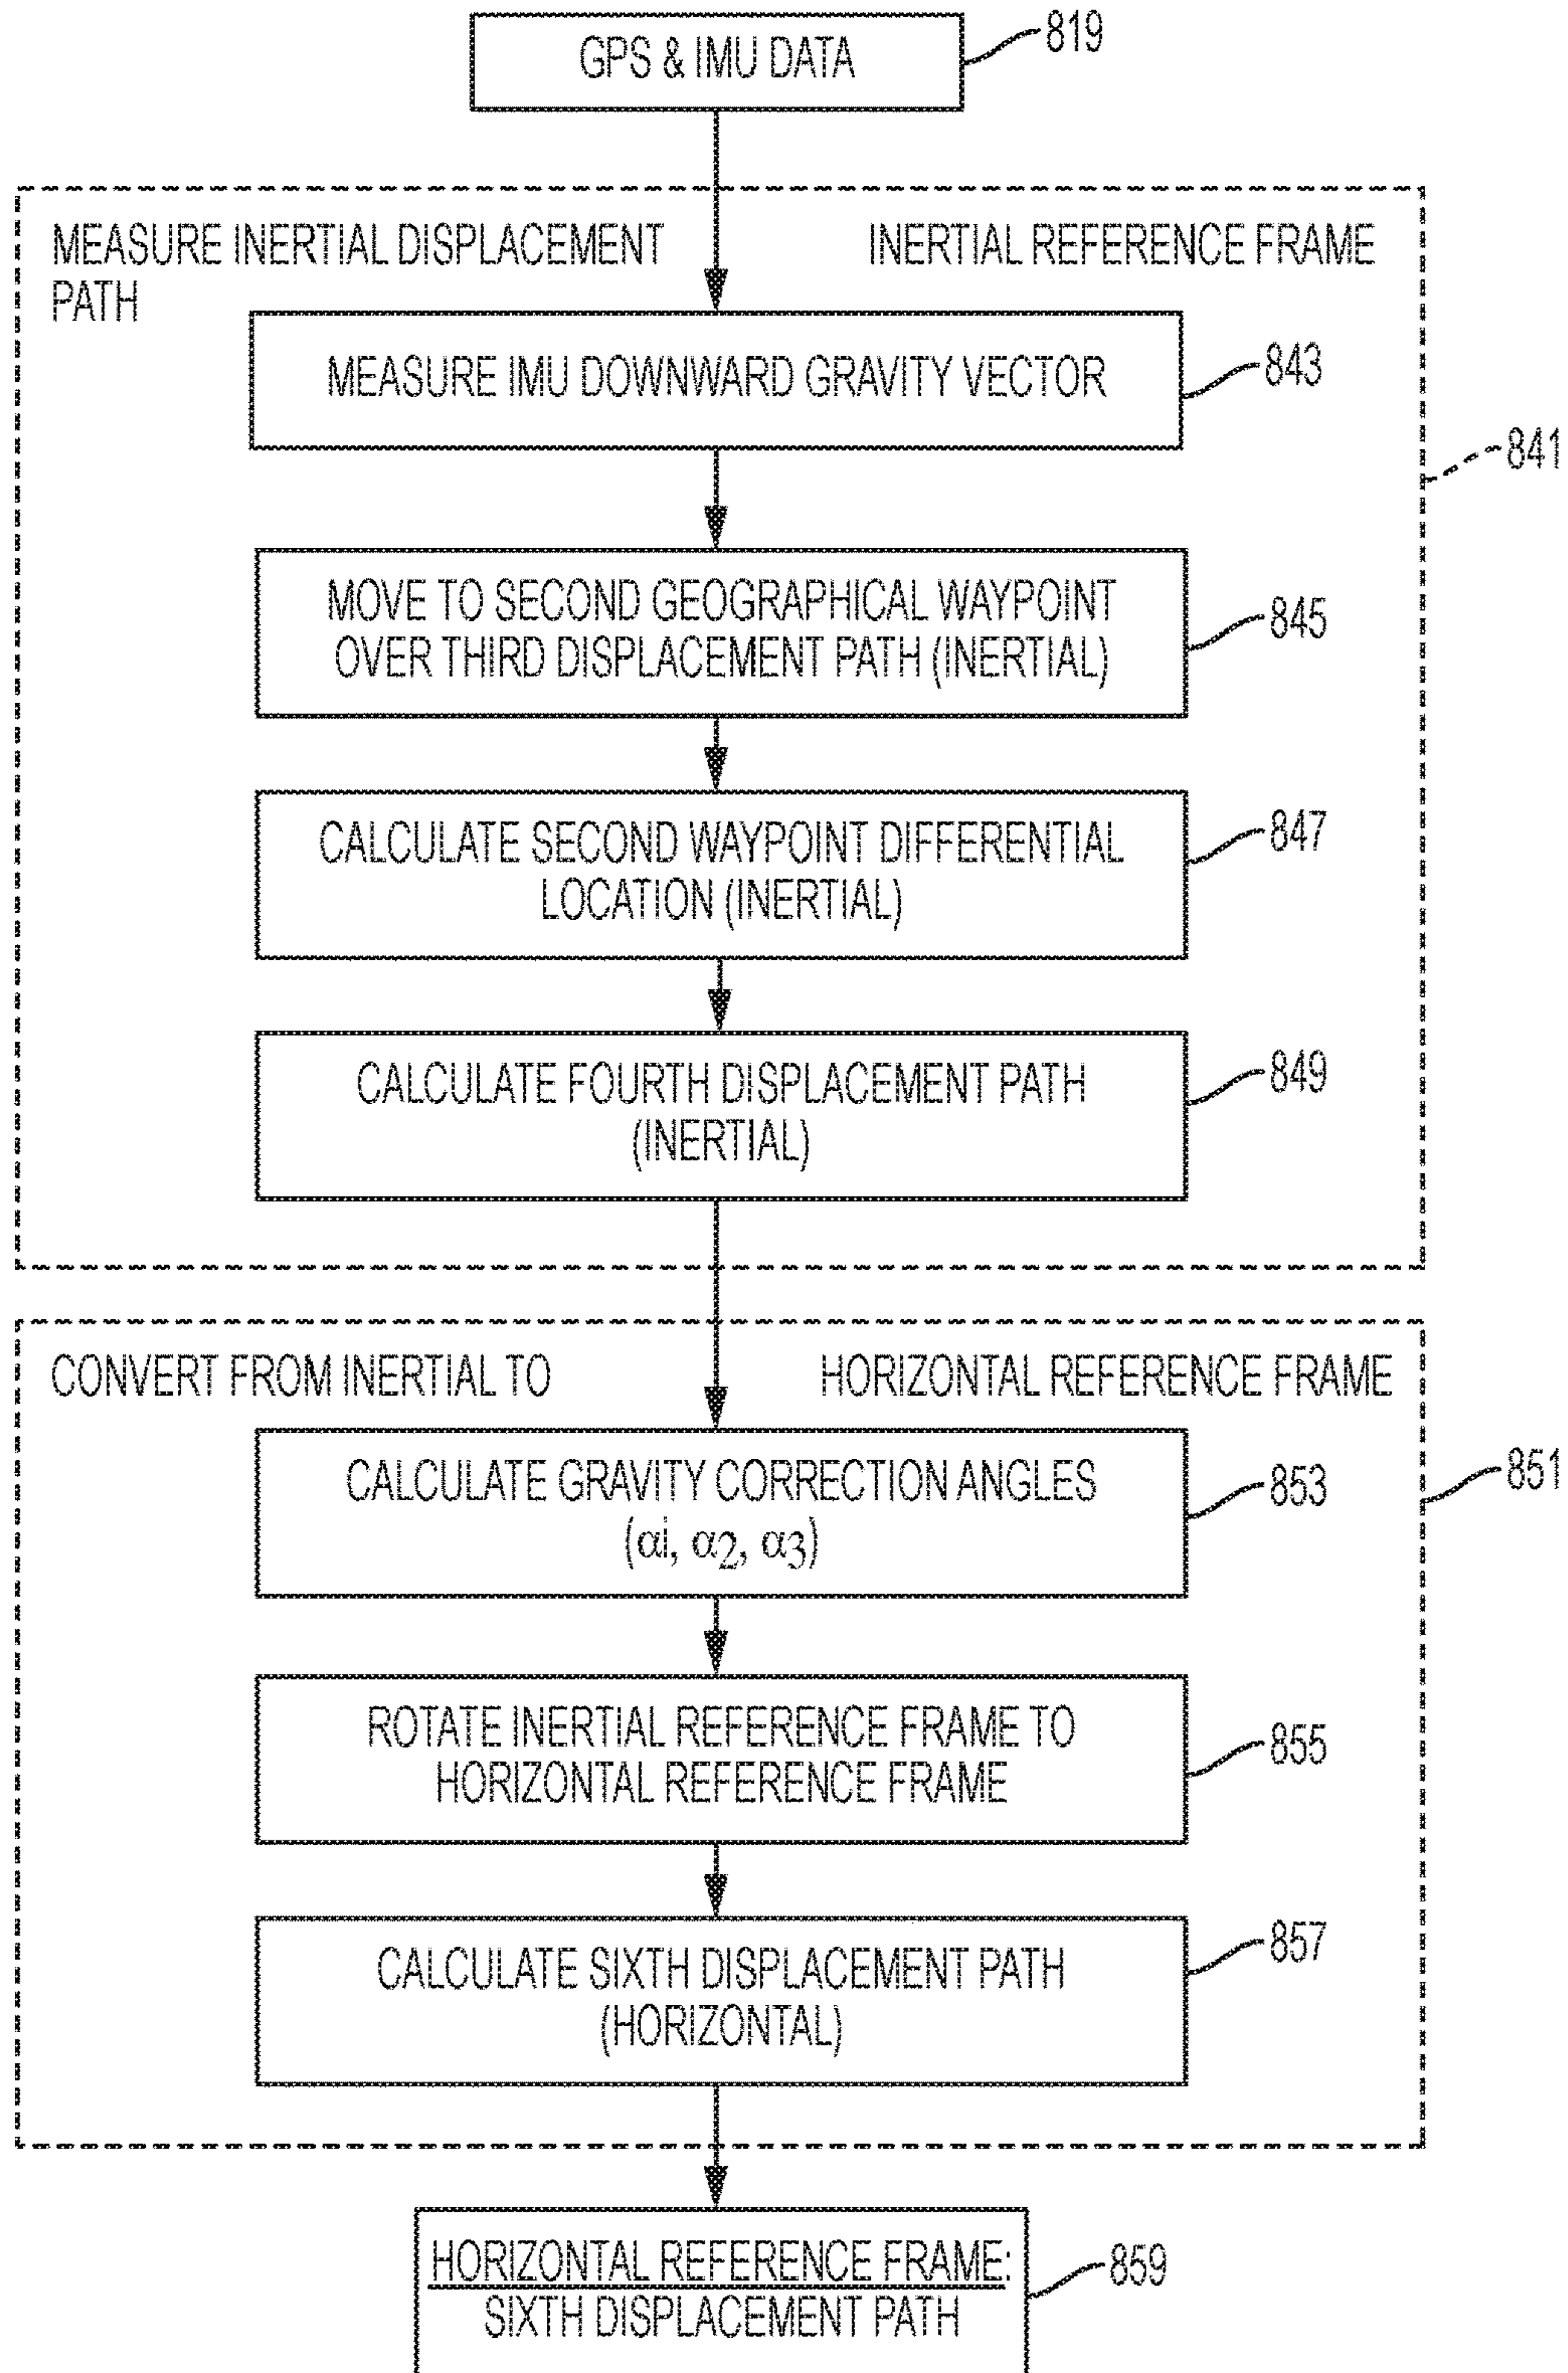 GPS & IMU DATA
819
MEASURE INERTIAL DISPLACEMENT
PATH
INERTIAL REFERENCE FRAME
MEASURE IMU DOWNWARD GRAVITY VECTOR
843
841
MOVE TO SECOND GEOGRAPHICAL WAYPOINT
OVER THIRD DISPLACEMENT PATH (INERTIAL)
845
CALCULATE SECOND WAYPOINT DIFFERENTIAL
LOCATION (INERTIAL)
847
CALCULATE FOURTH DISPLACEMENT PATH
(INERTIAL)
849
CONVERT FROM INERTIAL TO
HORIZONTAL REFERENCE FRAME
CALCULATE GRAVITY CORRECTION ANGLES
(αi, α2, α3)
853
851
ROTATE INERTIAL REFERENCE FRAME TO
HORIZONTAL REFERENCE FRAME
855
CALCULATE SIXTH DISPLACEMENT PATH
(HORIZONTAL)
857
HORIZONTAL REFERENCE FRAME:
SIXTH DISPLACEMENT PATH
859